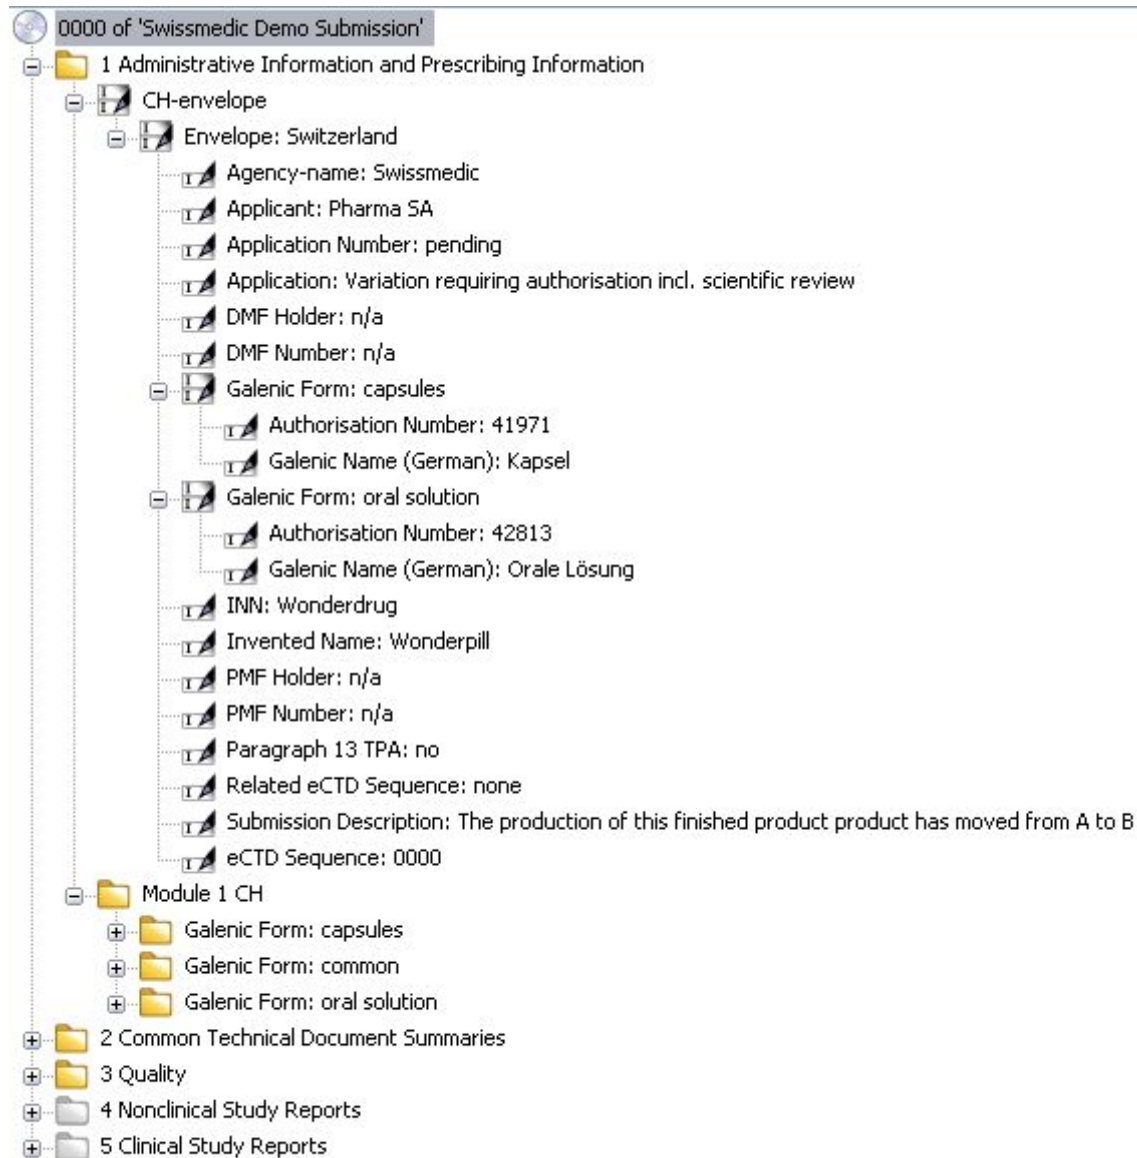 0000 of 'Swissmedic Demo Submission'
1 Administrative Information and Prescribing Information
CH-envelope
Envelope: Switzerland
Agency-name: Swissmedic
Applicant: Pharma SA
Application Number: pending
Application: Variation requiring authorisation incl. scientific review
DMF Holder: n/a
DMF Number: n/a
Galenic Form: capsules
Authorisation Number: 41971
Galenic Name (German): Kapsel
Galenic Form: oral solution
Authorisation Number: 42813
Galenic Name (German): Orale Lösung
INN: Wonderdrug
Invented Name: Wonderpill
PMF Holder: n/a
PMF Number: n/a
Paragraph 13 TPA: no
Related eCTD Sequence: none
Submission Description: The production of this finished product product has moved from A to B
eCTD Sequence: 0000
Module 1 CH
Galenic Form: capsules
Galenic Form: common
Galenic Form: oral solution
2 Common Technical Document Summaries
3 Quality
4 Nonclinical Study Reports
5 Clinical Study Reports